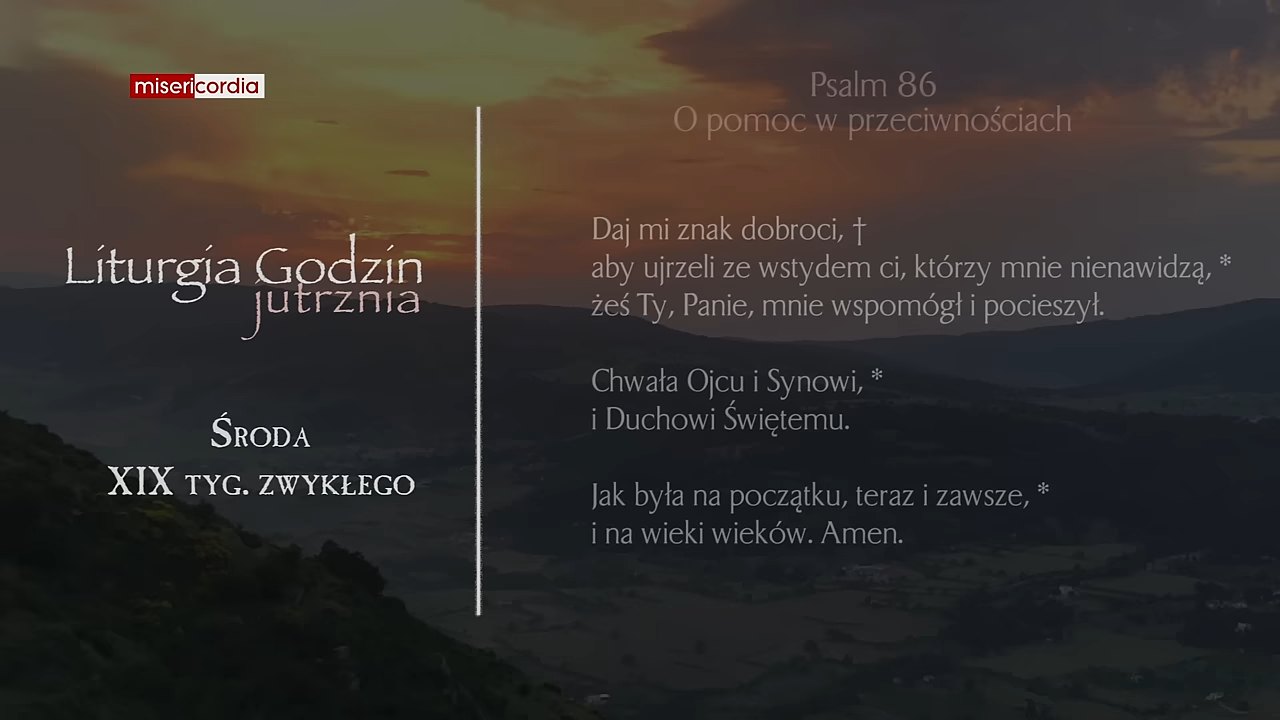 misericordia
Liturgia Godzin
jutrznia
Środa
XIX tyg. zwykłego
Psalm 86
O pomoc w przeciwnościach
Daj mi znak dobroci, †
aby ujrzeli ze wstydem ci, którzy mnie nienawidzą, *
żeś Ty, Panie, mnie wspomógł i pocieszył.
Chwała Ojcu i Synowi, *
i Duchowi Świętemu.
Jak była na początku, teraz i zawsze, *
i na wieki wieków. Amen.